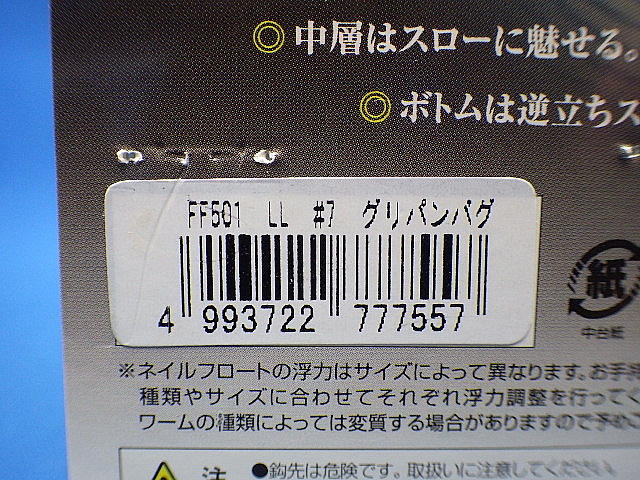 ◎中層はスローに魅せる。
◎ボトムは逆立ちス
FF501 LL #7 グリパンパグ
4 993722 777557
紙
中台紙
※ネイルフロートの浮力はサイズによって異なります。お手
種類やサイズに合わせてそれぞれ浮力調整を行ってく
ワームの種類によっては変質する場合がありますので予め
注
●鈎先は危険です。取扱いに注意してください